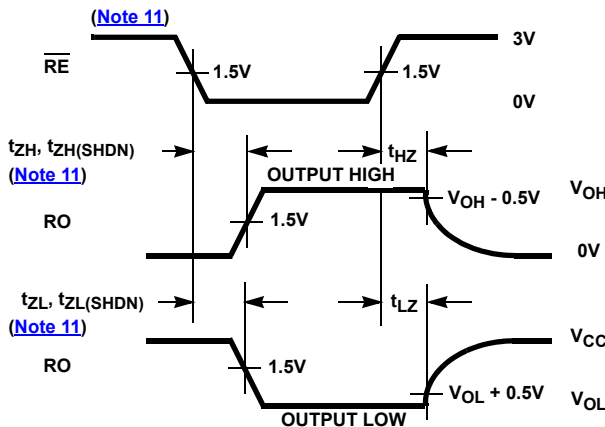 (Note 11)
RE
3V
1.5V
1.5V
0V
tZH, tZH(SHDN)
(Note 11)
tHZ
OUTPUT HIGH
VOH - 0.5V
VOH
RO
1.5V
0V
tZL, tZL(SHDN)
(Note 11)
tLZ
VCC
RO
1.5V
VOL + 0.5V
VOL
OUTPUT LOW